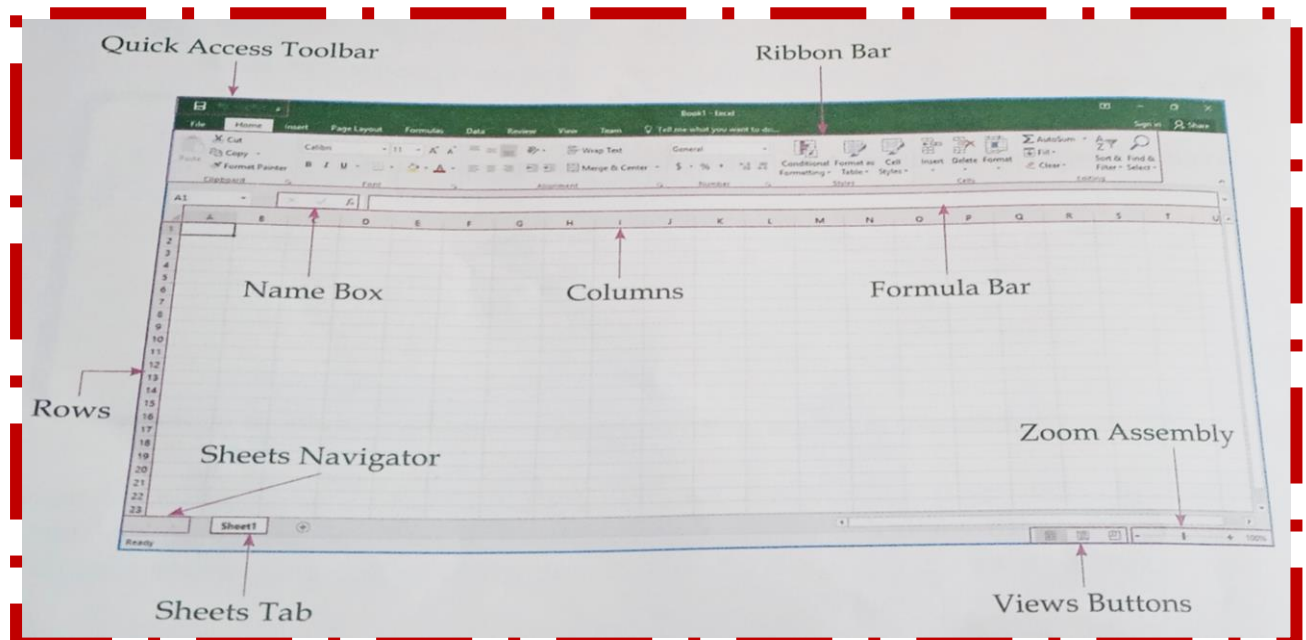 Quick Access Toolbar
Ribbon Bar
Book1 - Excel
File Home Insert Page Layout Formulas Data Review View Team Tell me what you want to do... Sign in Share
Cut Calibri 11 Wrap Text General AutoSum
Paste Copy Conditional Format as Cell Insert Delete Format Fill Sort & Find &
Format Painter B I U A Merge & Center $ % Formatting Table Styles Clear Filter Select
Clipboard Font Alignment Number Styles Cells Editing
A1 fx
A B C D E F G H I J K L M N O P Q R S T U
1
2
3
4
5
6
7
8
9
10
11
12
13
14
15
16
17
18
19
20
21
22
23
Name Box
Columns
Formula Bar
Rows
Zoom Assembly
Sheets Navigator
Sheet1
Ready
100%
Sheets Tab
Views Buttons